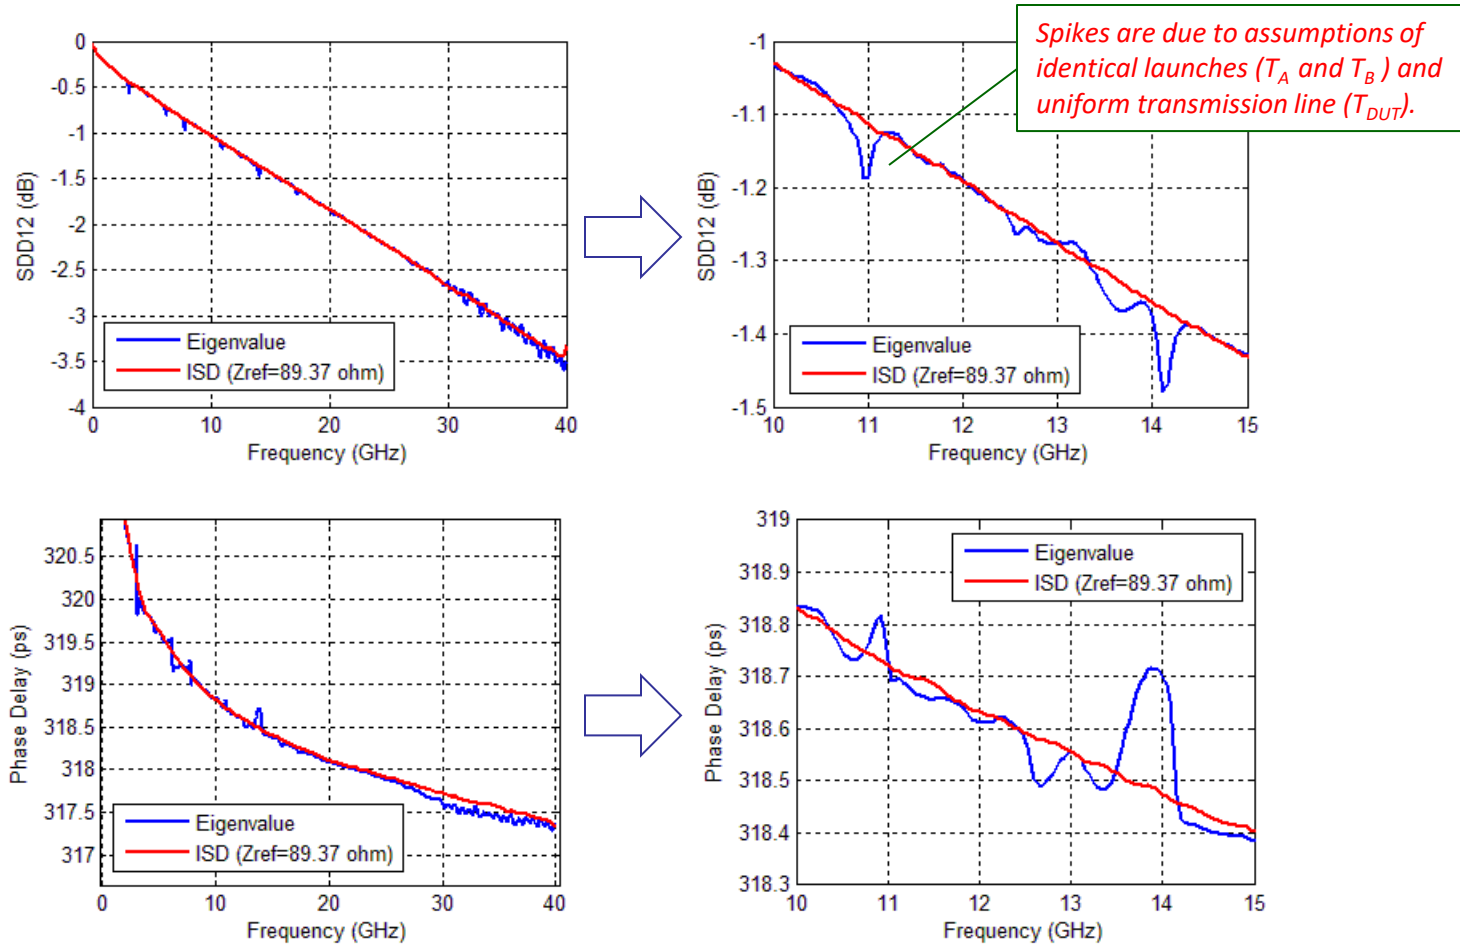 Spikes are due to assumptions of
identical launches (T_A and T_B ) and
uniform transmission line (T_DUT).
0
-0.5
-1
-1.5
-2
-2.5
-3
-3.5
-4
SDD12 (dB)
Eigenvalue
ISD (Zref=89.37 ohm)
0 10 20 30 40
Frequency (GHz)
-1
-1.1
-1.2
-1.3
-1.4
-1.5
SDD12 (dB)
Eigenvalue
ISD (Zref=89.37 ohm)
10 11 12 13 14 15
Frequency (GHz)
320.5
320
319.5
319
318.5
318
317.5
317
Phase Delay (ps)
Eigenvalue
ISD (Zref=89.37 ohm)
0 10 20 30 40
Frequency (GHz)
319
318.9
318.8
318.7
318.6
318.5
318.4
318.3
Phase Delay (ps)
Eigenvalue
ISD (Zref=89.37 ohm)
10 11 12 13 14 15
Frequency (GHz)